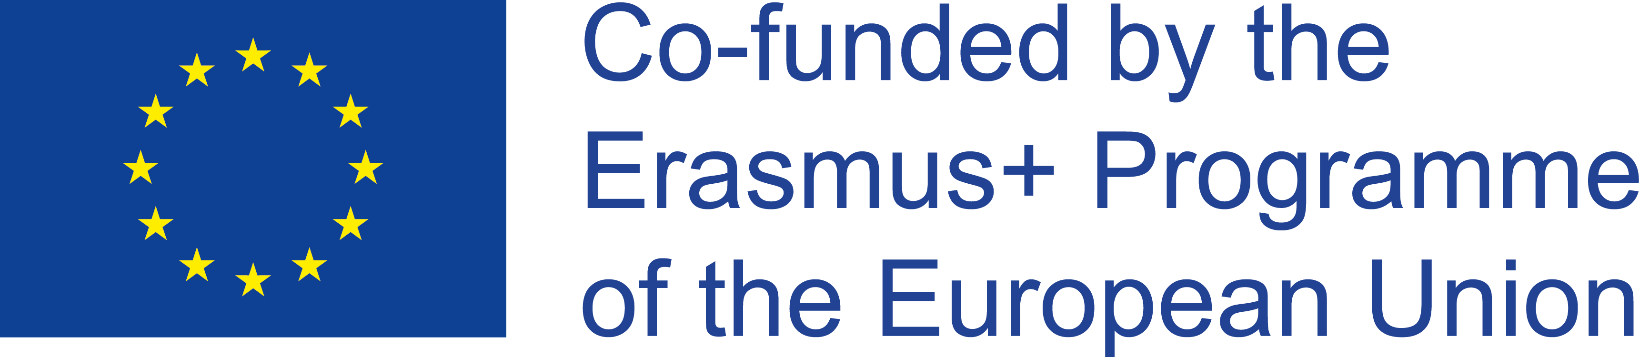 Co-funded by the
Erasmus+ Programme
of the European Union